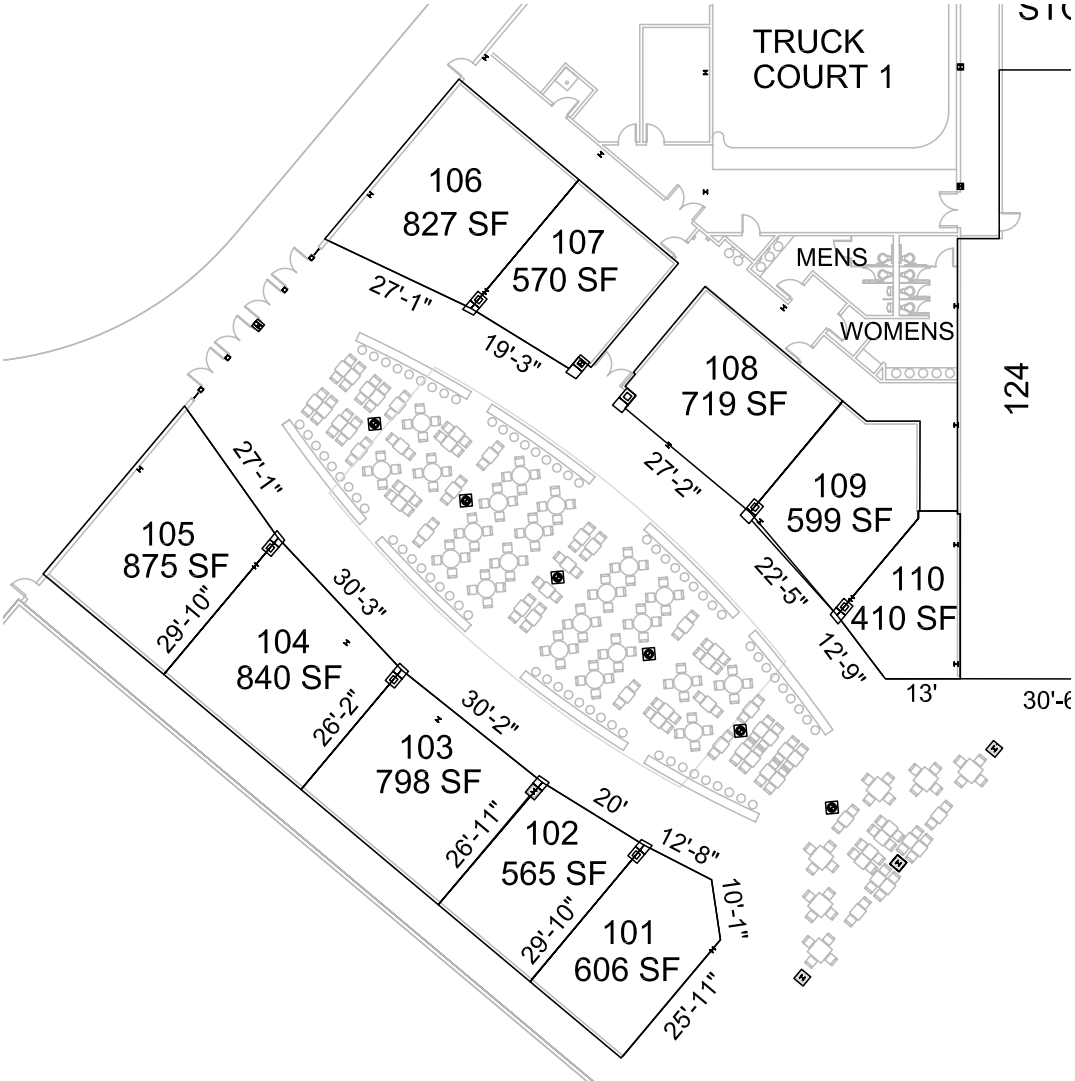 TRUCK
COURT 1
106
827 SF
107
570 SF
27'-1"
19'-3"
MENS
WOMENS
108
719 SF
124
27'-2"
109
599 SF
22'-5"
110
410 SF
12'-9"
13'
27'-1"
105
875 SF
29'-10"
30'-3"
104
840 SF
26'-2"
30'-2"
103
798 SF
26'-11"
20'
102
565 SF
12'-8"
10'-1"
29'-10"
101
606 SF
25'-11"